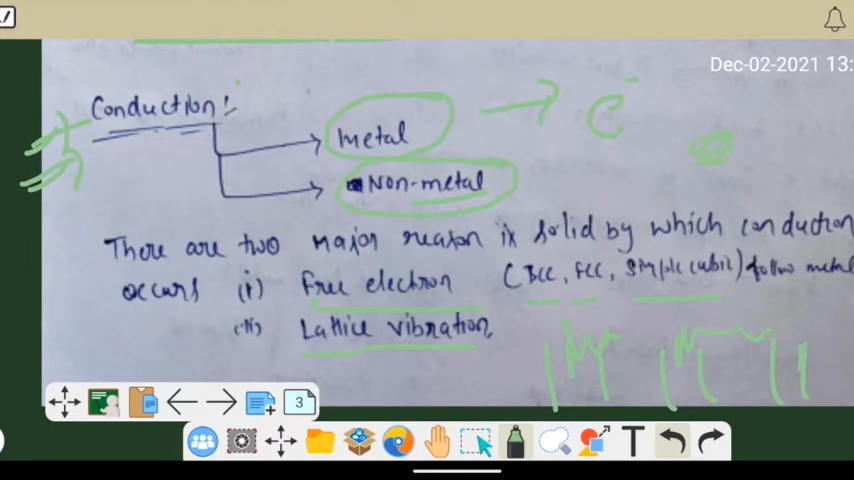 Dec-02-2021 13:
Conduction :-
metal
e-
Non-metal
There are two major reason is solid by which conduction
occurs (i) Free electron (BCC, FCC, simple cubic) follow metal
(ii) Lattice vibration,
3
T